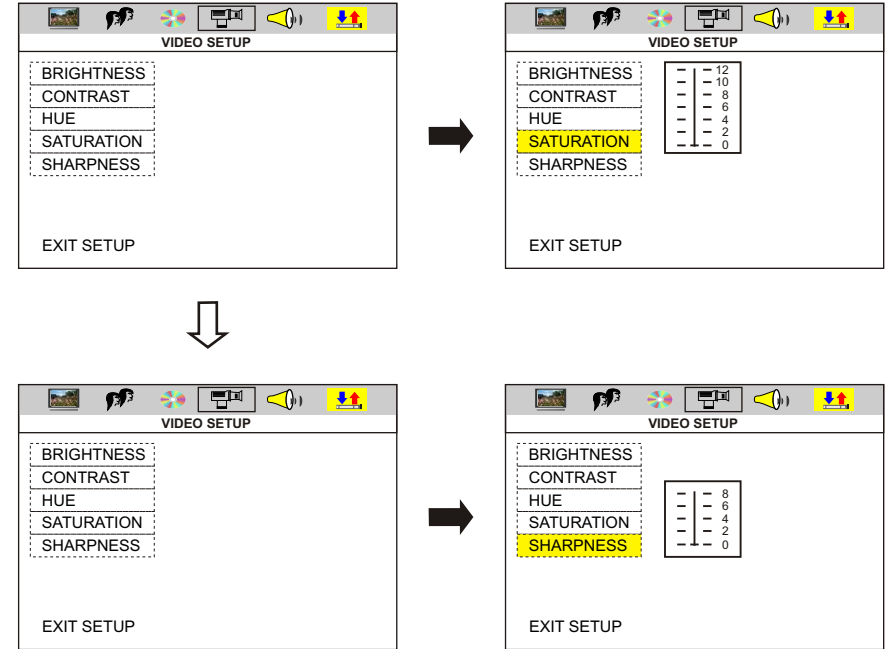 VIDEO SETUP
BRIGHTNESS
CONTRAST
HUE
SATURATION
SHARPNESS
EXIT SETUP
VIDEO SETUP
BRIGHTNESS
CONTRAST
HUE
SATURATION
SHARPNESS
12
10
8
6
4
2
0
EXIT SETUP
VIDEO SETUP
BRIGHTNESS
CONTRAST
HUE
SATURATION
SHARPNESS
EXIT SETUP
VIDEO SETUP
BRIGHTNESS
CONTRAST
HUE
SATURATION
SHARPNESS
8
6
4
2
0
EXIT SETUP